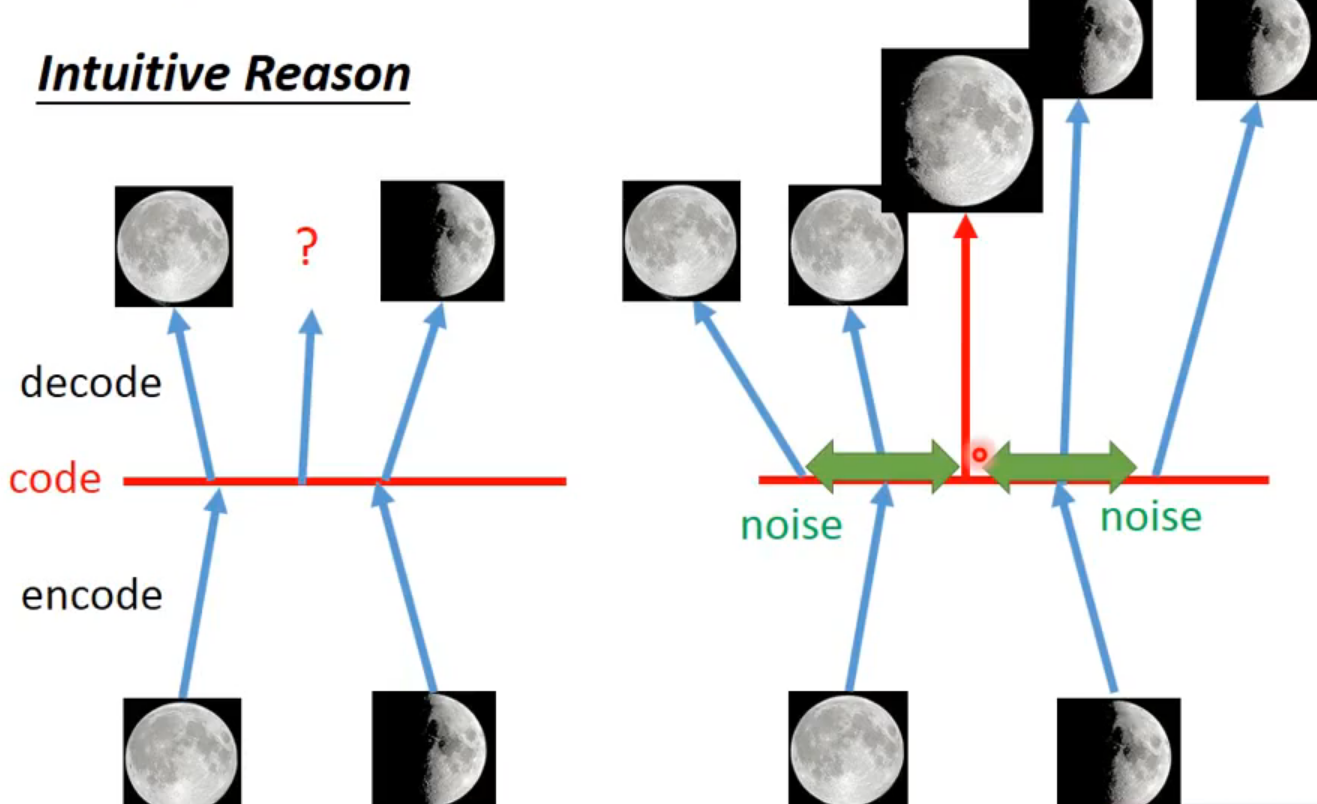 Intuitive Reason
?
decode
code
noise
noise
encode